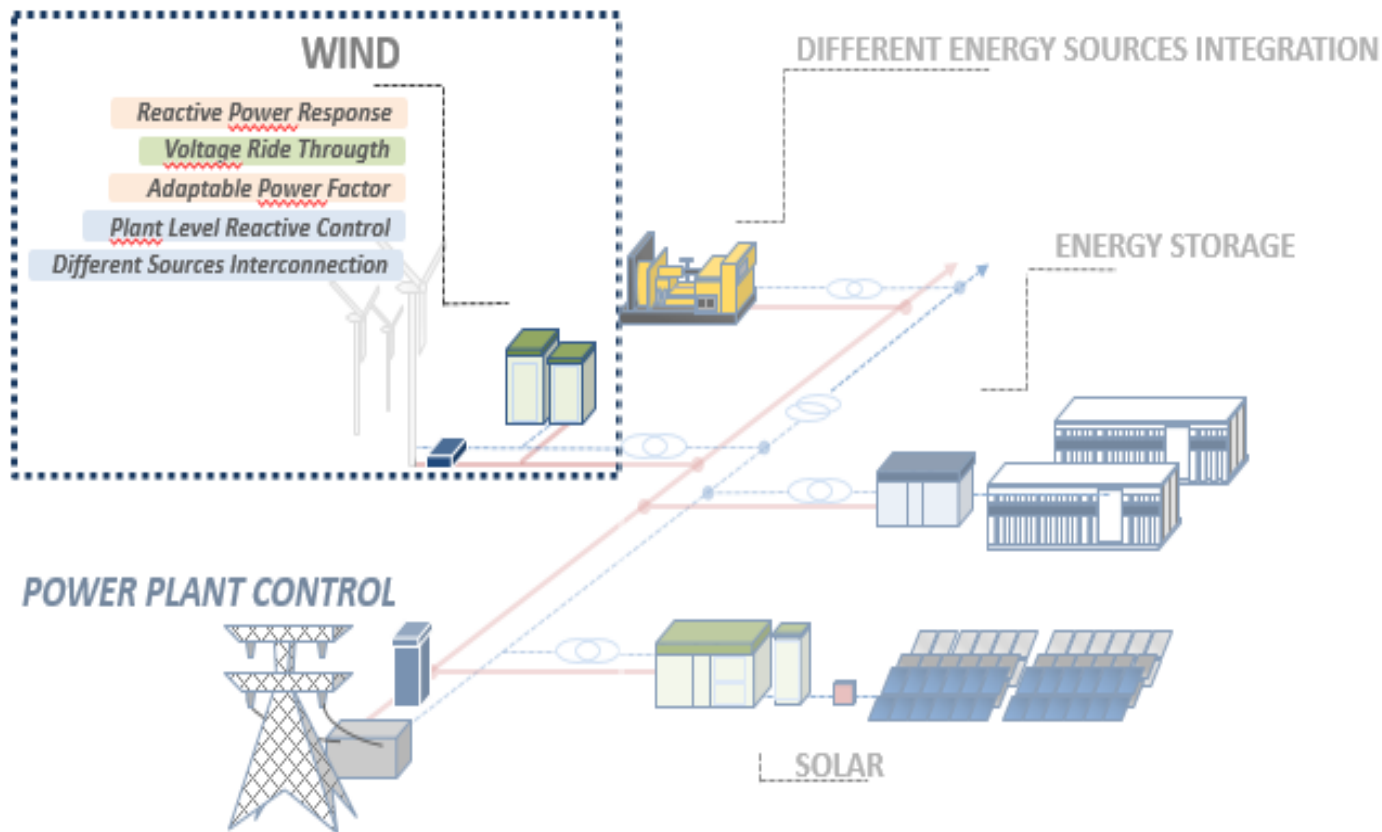 WIND
Reactive Power Response
Voltage Ride Througth
Adaptable Power Factor
Plant Level Reactive Control
Different Sources Interconnection
DIFFERENT ENERGY SOURCES INTEGRATION
ENERGY STORAGE
POWER PLANT CONTROL
SOLAR